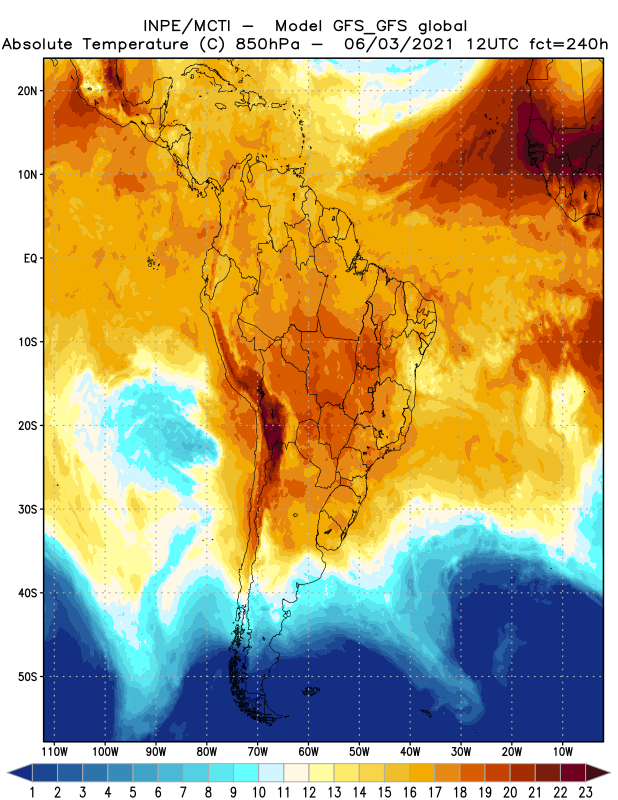 INPE/MCTI – Model GFS_GFS global
Absolute Temperature (C) 850hPa – 06/03/2021 12UTC fct=240h
20N
10N
EQ
10S
20S
30S
40S
50S
110W 100W 90W 80W 70W 60W 50W 40W 30W 20W 10W
1 2 3 4 5 6 7 8 9 10 11 12 13 14 15 16 17 18 19 20 21 22 23